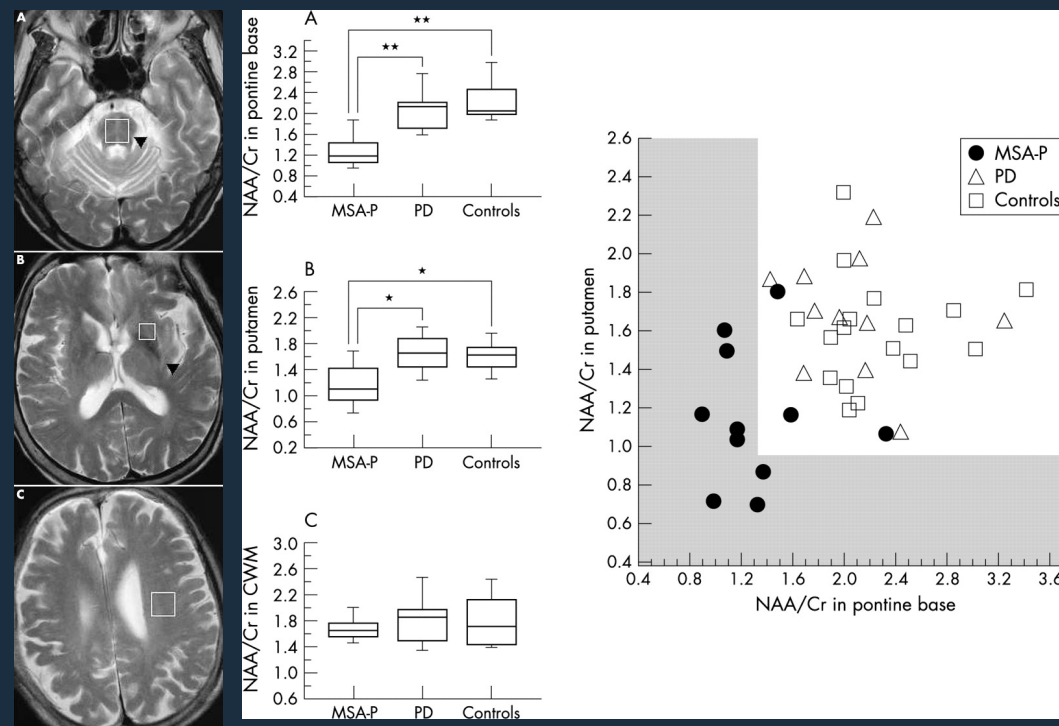 A
B
C
A
NAA/Cr in pontine base
3.2
2.8
2.4
2.0
1.6
1.2
0.8
0.4
★★
★★
MSA-P PD Controls
B
NAA/Cr in putamen
2.6
2.2
1.8
1.4
1.0
0.6
0.2
★
★
MSA-P PD Controls
C
NAA/Cr in CWM
3.0
2.6
2.2
1.8
1.4
1.0
0.6
MSA-P PD Controls
NAA/Cr in putamen
2.6
2.4
2.2
2.0
1.8
1.6
1.4
1.2
1.0
0.8
0.6
0.4
MSA-P
PD
Controls
0.4 0.8 1.2 1.6 2.0 2.4 2.8 3.2 3.6
NAA/Cr in pontine base